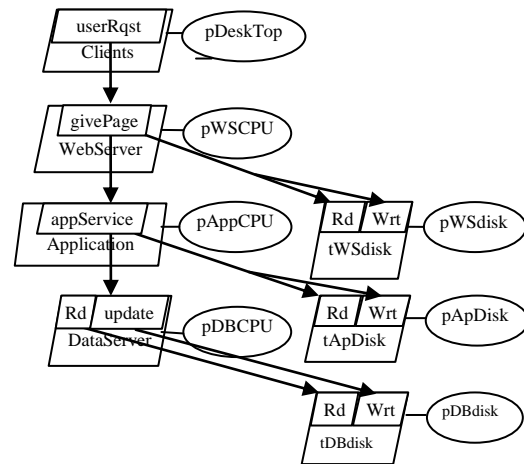 userRqst
pDeskTop
Clients
givePage
pWSCPU
WebServer
Rd Wrt
pWSdisk
tWSdisk
appService
pAppCPU
Application
Rd Wrt
pApDisk
tApDisk
Rd update
pDBCPU
DataServer
Rd Wrt
pDBdisk
tDBdisk